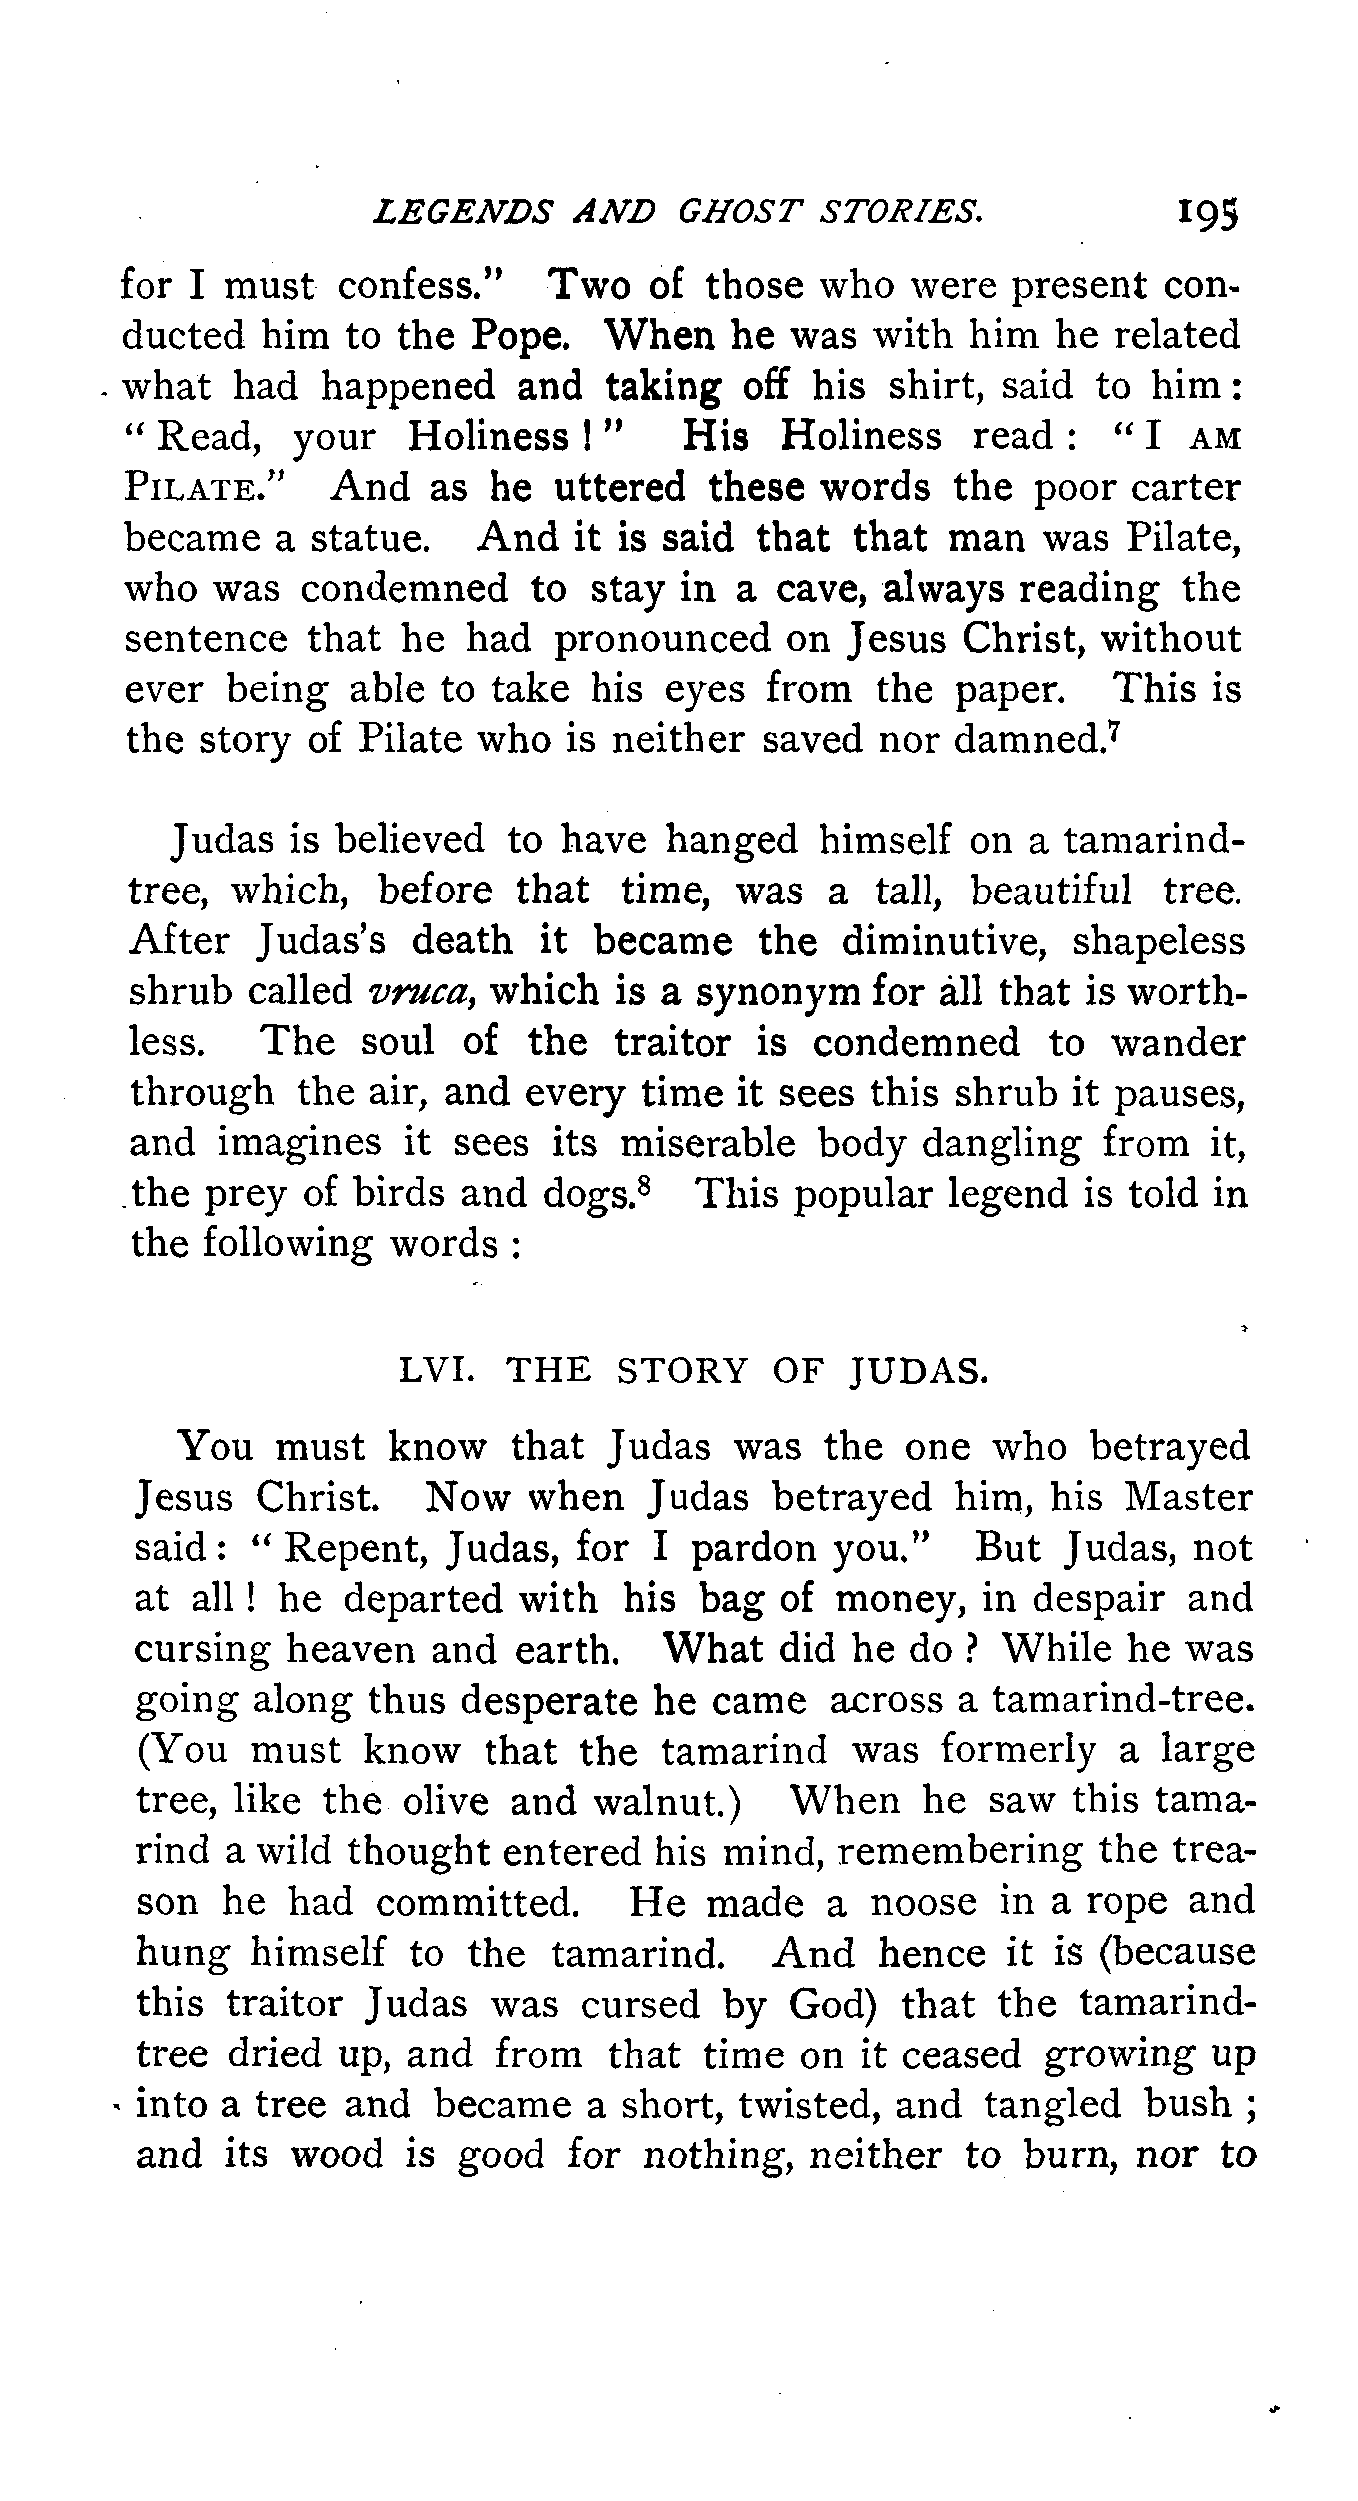 LEGENDS AND GHOST STORIES. 195
for I must confess." Two of those who were present con-
ducted him to the Pope. When he was with him he related
what had happened and taking off his shirt, said to him :
" Read, your Holiness ! " His Holiness read : " I AM
PILATE." And as he uttered these words the poor carter
became a statue. And it is said that that man was Pilate,
who was condemned to stay in a cave, always reading the
sentence that he had pronounced on Jesus Christ, without
ever being able to take his eyes from the paper. This is
the story of Pilate who is neither saved nor damned.⁷
Judas is believed to have hanged himself on a tamarind-
tree, which, before that time, was a tall, beautiful tree.
After Judas's death it became the diminutive, shapeless
shrub called vruca, which is a synonym for all that is worth-
less. The soul of the traitor is condemned to wander
through the air, and every time it sees this shrub it pauses,
and imagines it sees its miserable body dangling from it,
the prey of birds and dogs.⁸ This popular legend is told in
the following words :
LVI. THE STORY OF JUDAS.
You must know that Judas was the one who betrayed
Jesus Christ. Now when Judas betrayed him, his Master
said : " Repent, Judas, for I pardon you." But Judas, not
at all ! he departed with his bag of money, in despair and
cursing heaven and earth. What did he do ? While he was
going along thus desperate he came across a tamarind-tree.
(You must know that the tamarind was formerly a large
tree, like the olive and walnut.) When he saw this tama-
rind a wild thought entered his mind, remembering the trea-
son he had committed. He made a noose in a rope and
hung himself to the tamarind. And hence it is (because
this traitor Judas was cursed by God) that the tamarind-
tree dried up, and from that time on it ceased growing up
into a tree and became a short, twisted, and tangled bush ;
and its wood is good for nothing, neither to burn, nor to